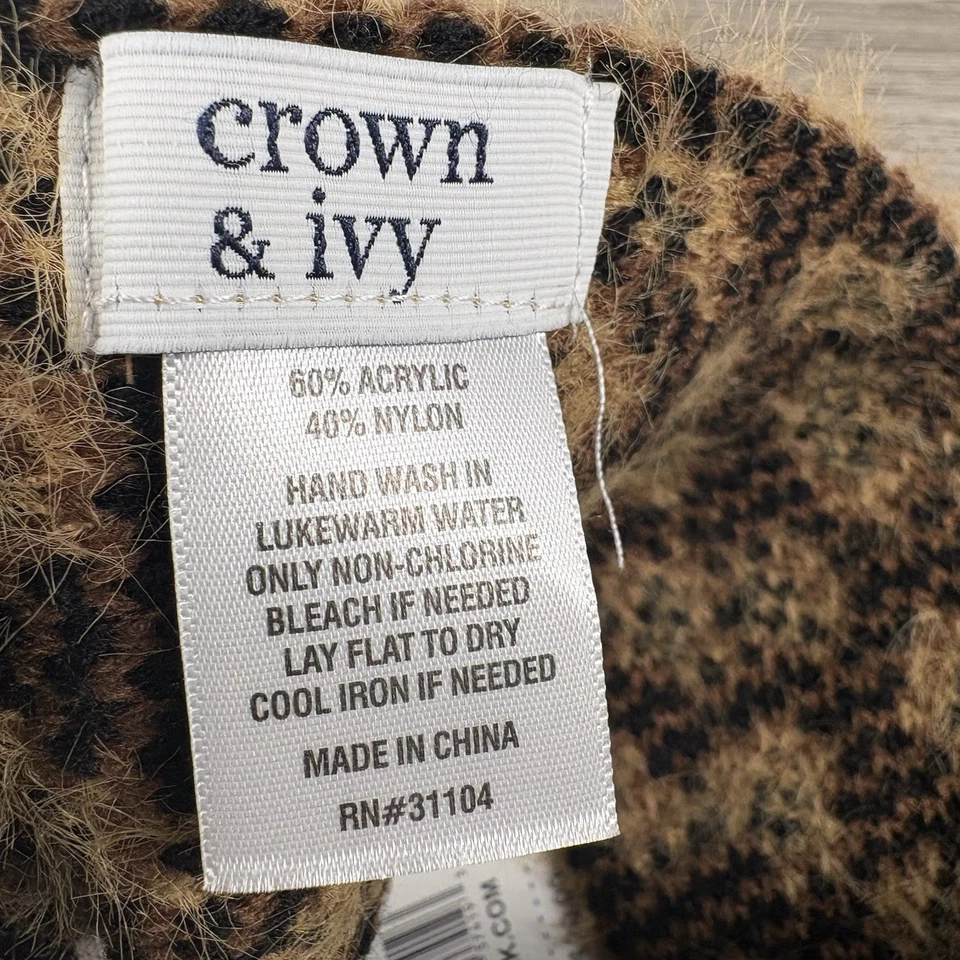 crown
& ivy
60% ACRYLIC
40% NYLON
HAND WASH IN
LUKEWARM WATER
ONLY NON-CHLORINE
BLEACH IF NEEDED
LAY FLAT TO DRY
COOL IRON IF NEEDED
MADE IN CHINA
RN#31104
K.COM